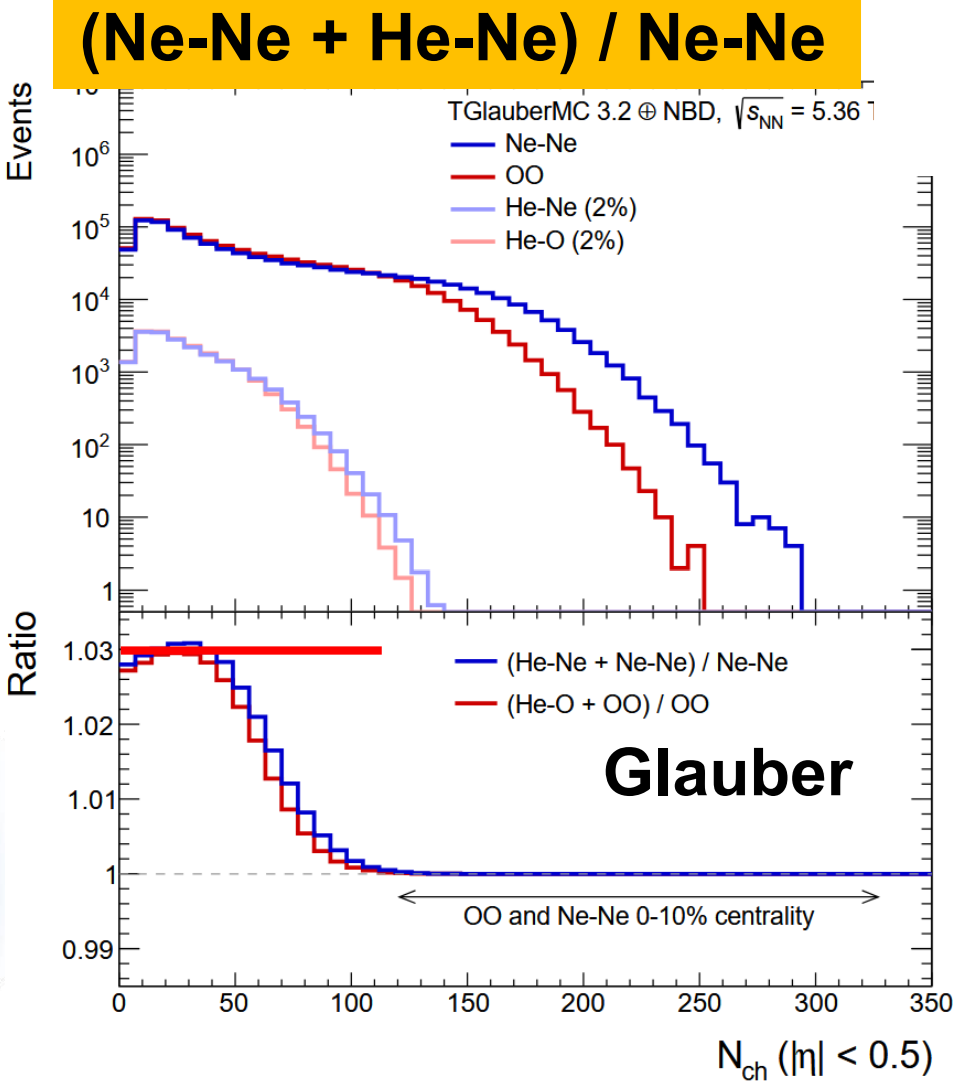 (Ne-Ne + He-Ne) / Ne-Ne
Events
TGlauberMC 3.2 ⊕ NBD, √s_NN = 5.36
Ne-Ne
OO
He-Ne (2%)
He-O (2%)
10⁶
10⁵
10⁴
10³
10²
10
1
Ratio
1.03
1.02
1.01
1
0.99
(He-Ne + Ne-Ne) / Ne-Ne
(He-O + OO) / OO
Glauber
OO and Ne-Ne 0-10% centrality
0 50 100 150 200 250 300 350
N_ch (|η| < 0.5)